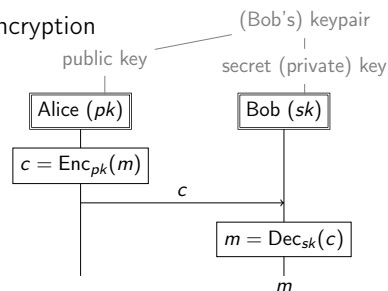 ncryption
(Bob's) keypair
public key
secret (private) key
Alice (pk)
Bob (sk)
c = Enc_pk(m)
c
m = Dec_sk(c)
m